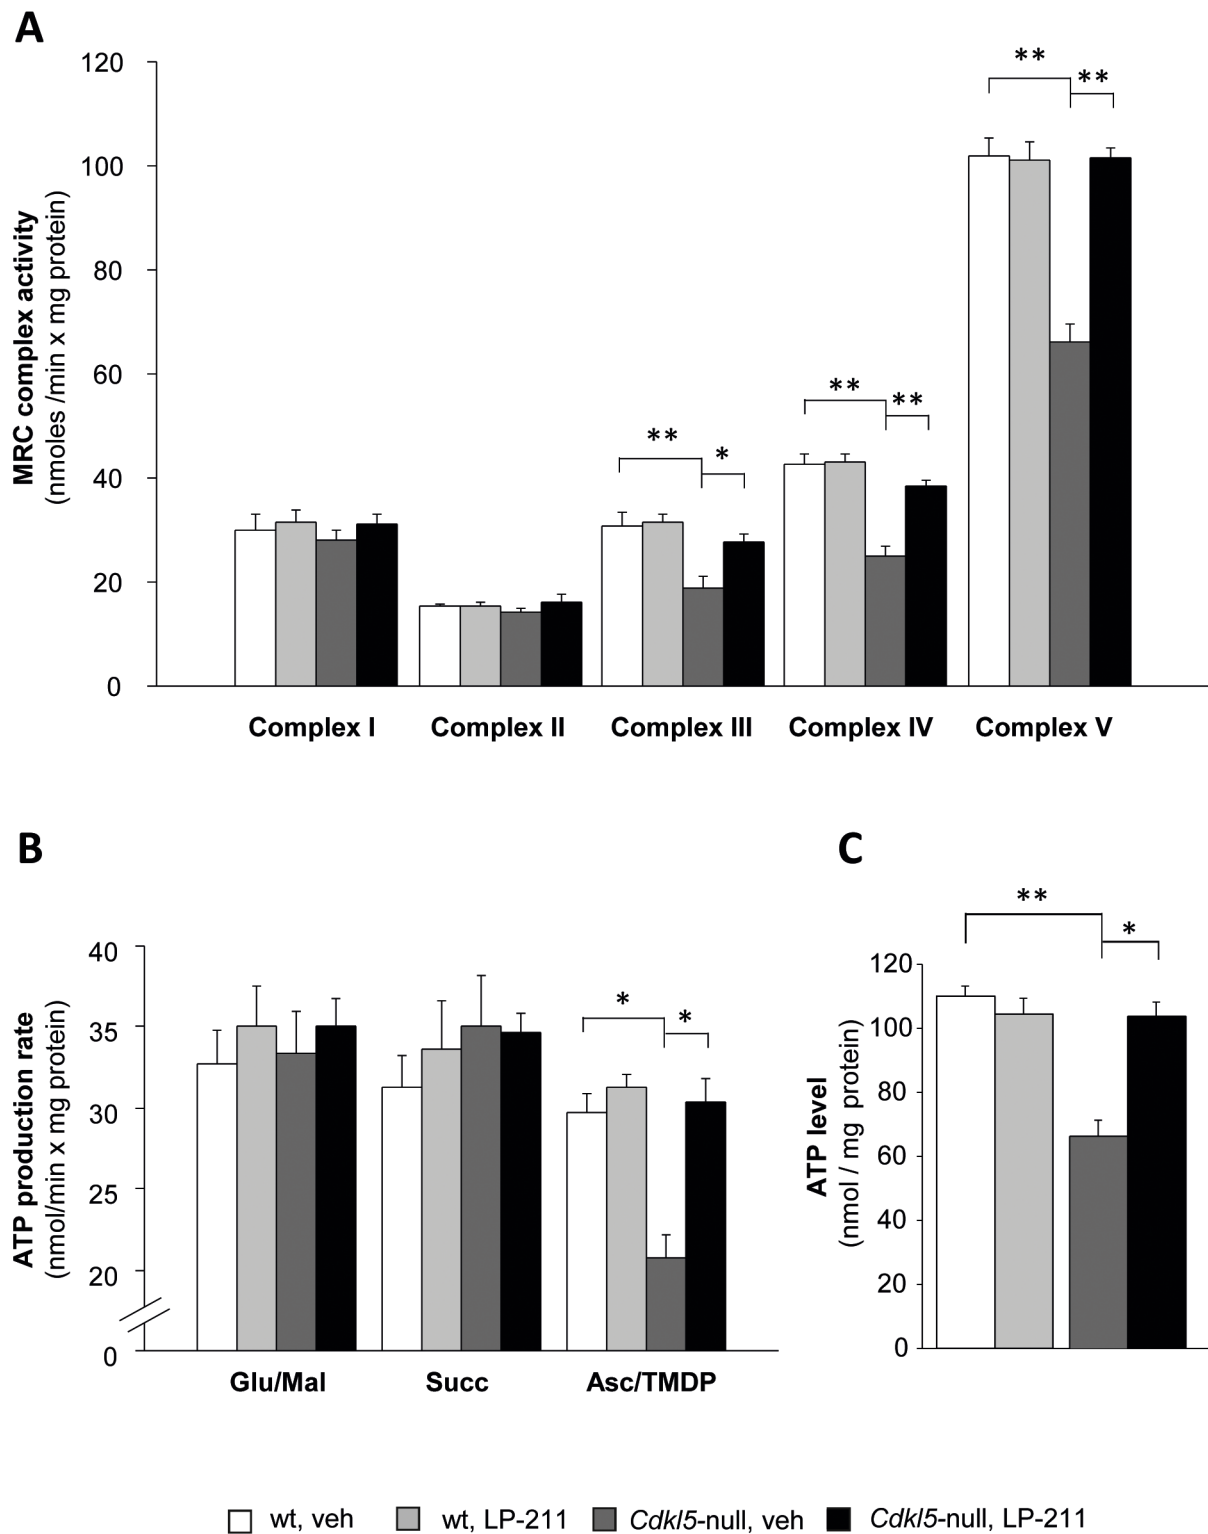 A
MRC complex activity
(nmoles /min x mg protein)
120
100
80
60
40
20
0
** **
** *
** **
Complex I Complex II Complex III Complex IV Complex V
B
ATP production rate
(nmol/min x mg protein)
40
35
30
25
20
0
* *
Glu/Mal Succ Asc/TMDP
C
ATP level
(nmol / mg protein)
** *
120
100
80
60
40
20
0
wt, veh wt, LP-211 Cdkl5-null, veh Cdkl5-null, LP-211